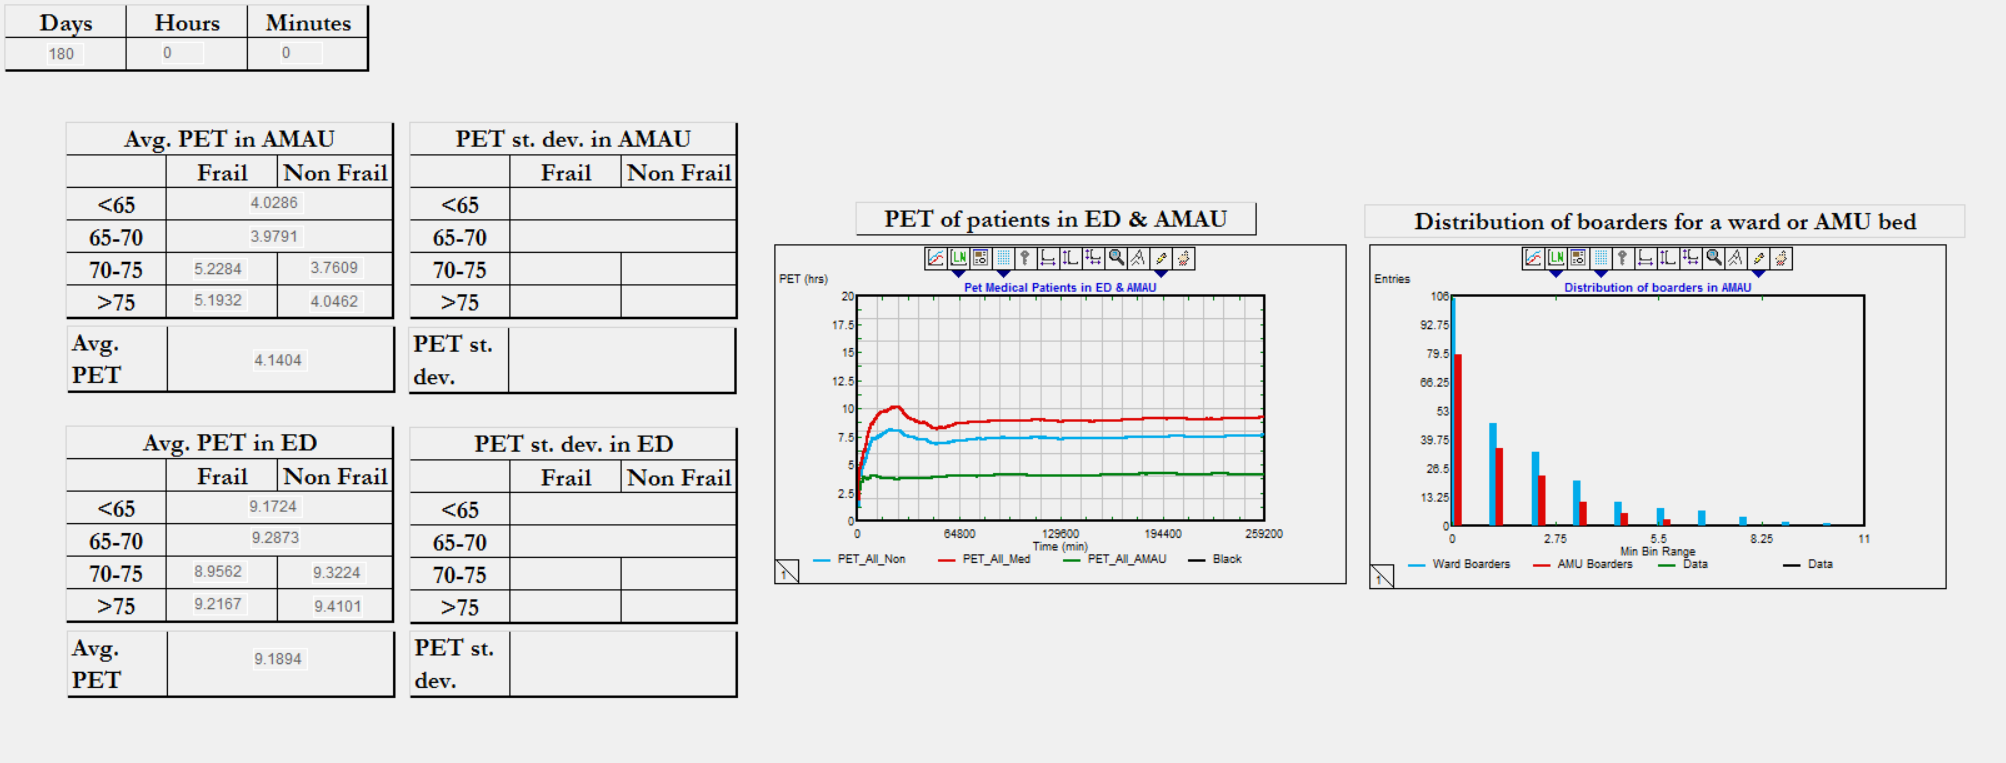 Days Hours Minutes
180 0 0
Avg. PET in AMAU
Frail Non Frail
<65 4.0286
65-70 3.9791
70-75 5.2284 3.7609
>75 5.1932 4.0462
Avg. PET 4.1404
PET st. dev. in AMAU
Frail Non Frail
<65
65-70
70-75
>75
PET st.
dev.
Avg. PET in ED
Frail Non Frail
<65 9.1724
65-70 9.2873
70-75 8.9562 9.3224
>75 9.2167 9.4101
Avg. PET 9.1894
PET st. dev. in ED
Frail Non Frail
<65
65-70
70-75
>75
PET st.
dev.
PET of patients in ED & AMAU
LN
PET (hrs)
Pet Medical Patients in ED & AMAU
20
17.5
15
12.5
10
7.5
5
2.5
0
0 64800 129600 194400 259200
Time (min)
PET_All_Non PET_All_Med PET_All_AMAU Black
1
Distribution of boarders for a ward or AMU bed
LN
Entries
Distribution of boarders in AMAU
106
92.75
79.5
66.25
53
39.75
26.5
13.25
0
0 2.75 5.5 8.25 11
Min Bin Range
Ward Boarders AMU Boarders Data Data
1